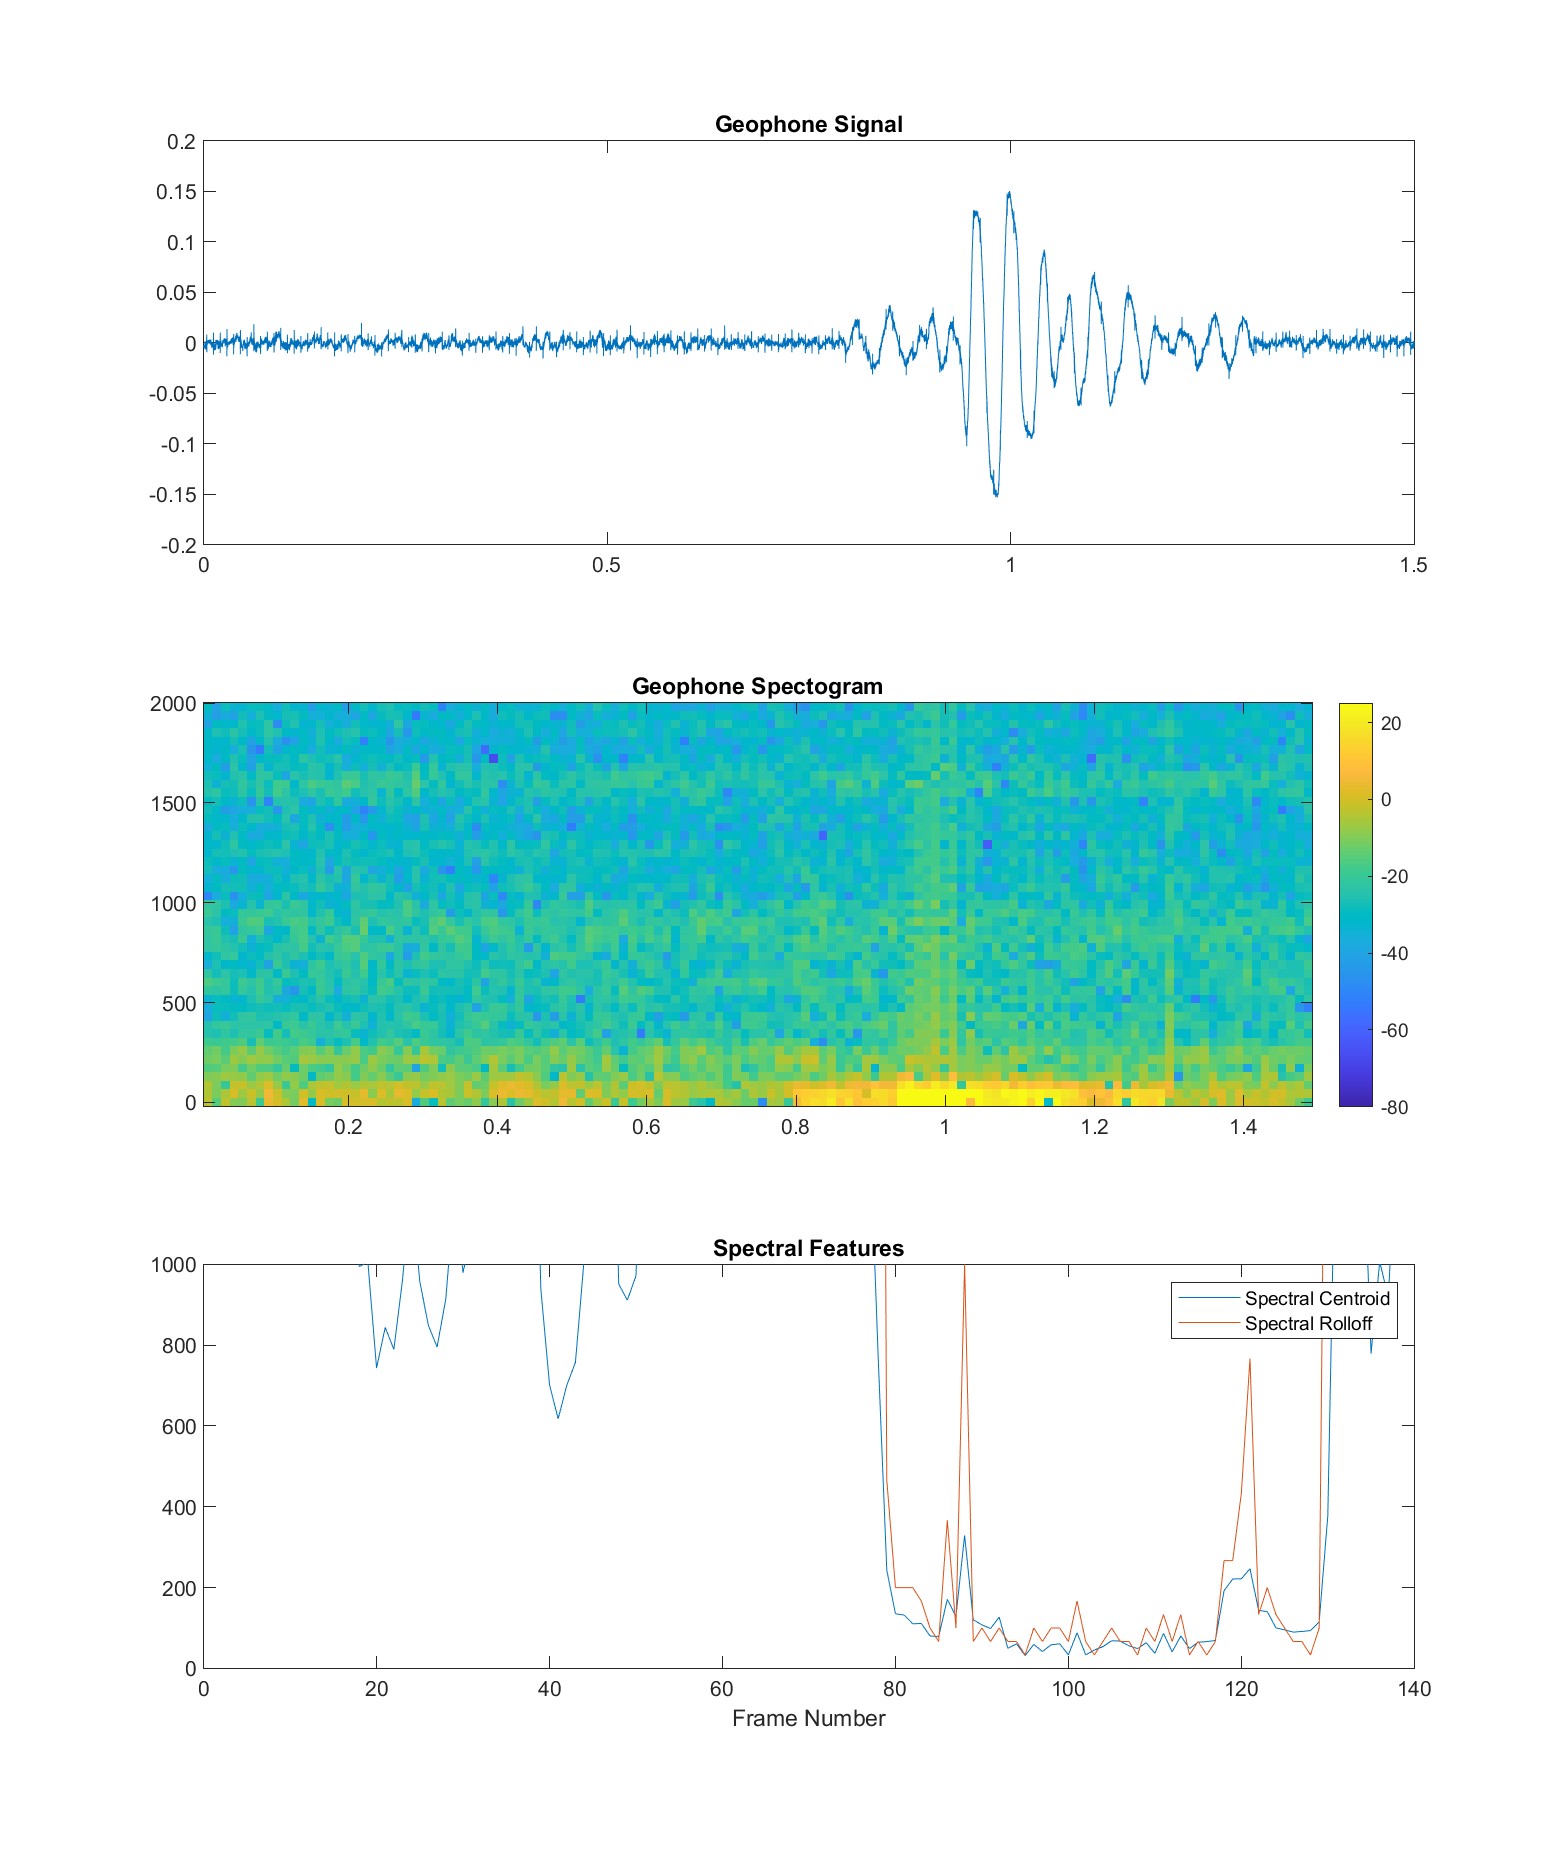 Geophone Signal
0.2
0.15
0.1
0.05
0
-0.05
-0.1
-0.15
-0.2
0 0.5 1 1.5
Geophone Spectogram
2000
1500
1000
500
0
0.2 0.4 0.6 0.8 1 1.2 1.4
20
0
-20
-40
-60
-80
Spectral Features
1000
800
600
400
200
0
Spectral Centroid
Spectral Rolloff
0 20 40 60 80 100 120 140
Frame Number